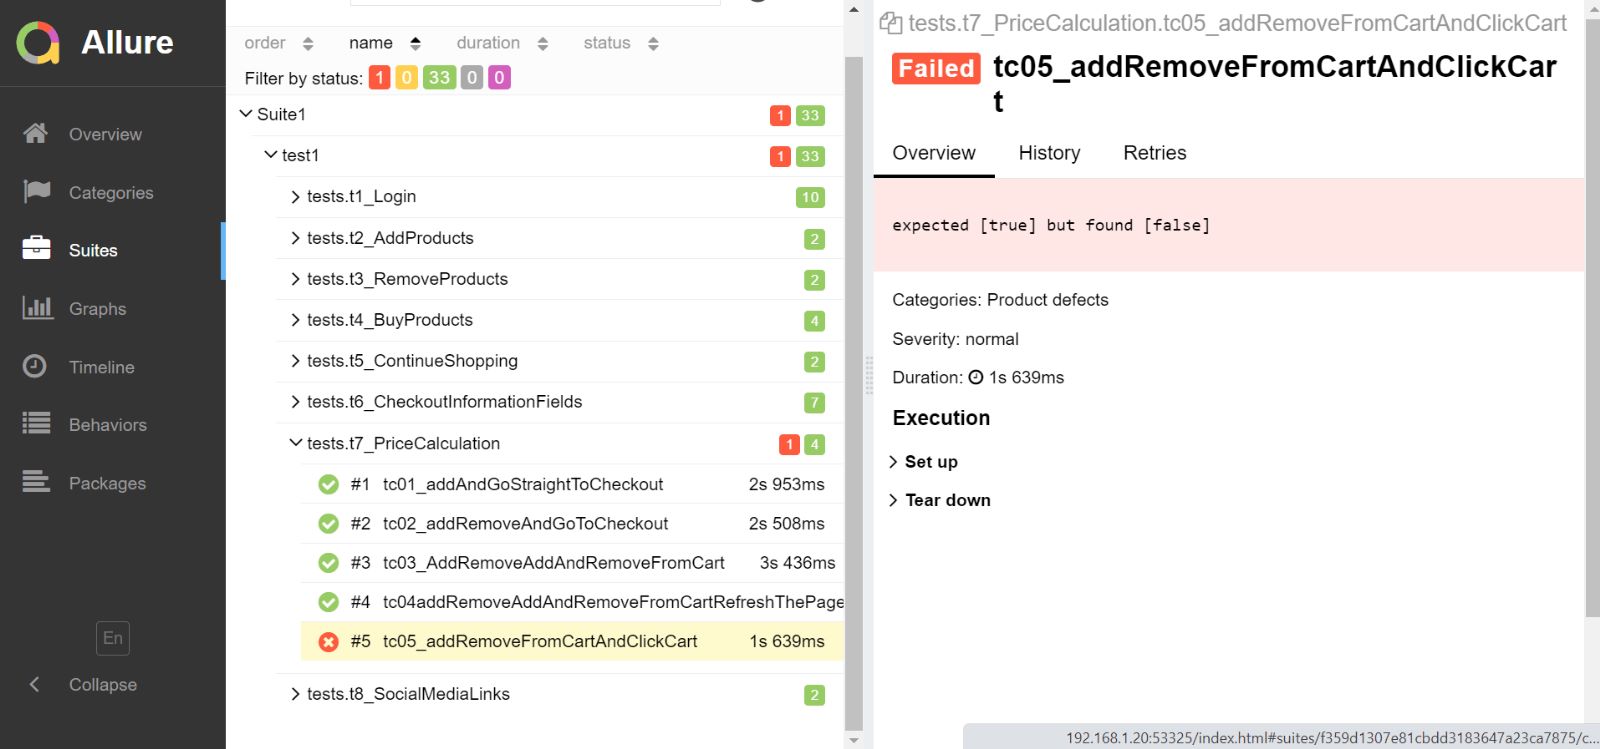 Allure
Overview
Categories
Suites
Graphs
Timeline
Behaviors
Packages
En
Collapse
order name duration status
Filter by status: 1 0 33 0 0
Suite1 1 33
test1 1 33
tests.t1_Login 10
tests.t2_AddProducts 2
tests.t3_RemoveProducts 2
tests.t4_BuyProducts 4
tests.t5_ContinueShopping 2
tests.t6_CheckoutInformationFields 7
tests.t7_PriceCalculation 1 4
#1 tc01_addAndGoStraightToCheckout 2s 953ms
#2 tc02_addRemoveAndGoToCheckout 2s 508ms
#3 tc03_AddRemoveAddAndRemoveFromCart 3s 436ms
#4 tc04addRemoveAddAndRemoveFromCartRefreshThePage
#5 tc05_addRemoveFromCartAndClickCart 1s 639ms
tests.t8_SocialMediaLinks 2
tests.t7_PriceCalculation.tc05_addRemoveFromCartAndClickCart
Failed tc05_addRemoveFromCartAndClickCar
t
Overview History Retries
expected [true] but found [false]
Categories: Product defects
Severity: normal
Duration: 1s 639ms
Execution
Set up
Tear down
192.168.1.20:53325/index.html#suites/f359d1307e81cbdd3183647a23ca7875/c...